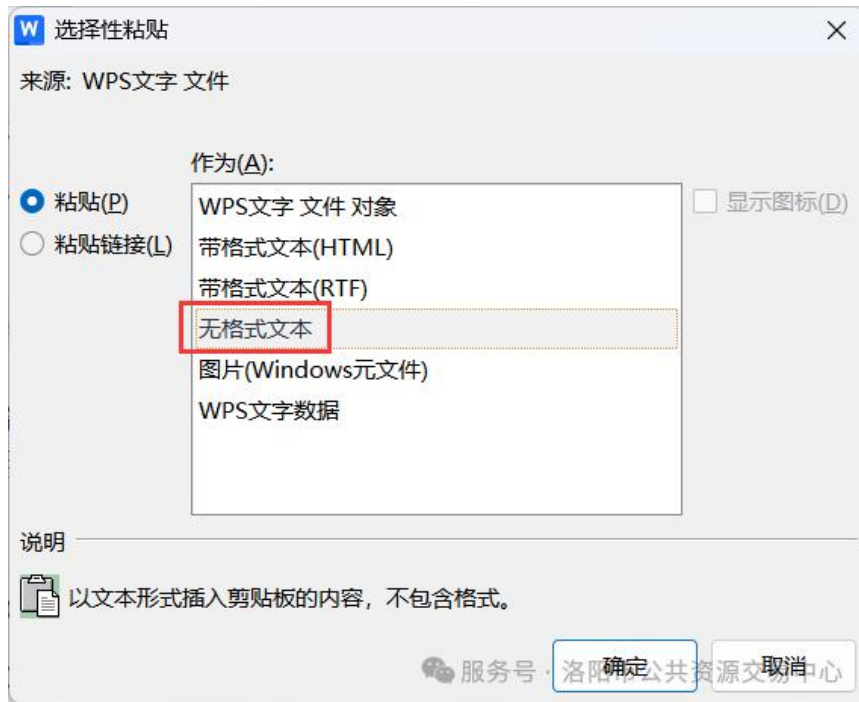 W 选择性粘贴
来源: WPS文字 文件
作为(A):
粘贴(P)
粘贴链接(L)
WPS文字 文件 对象
带格式文本(HTML)
带格式文本(RTF)
无格式文本
图片(Windows元文件)
WPS文字数据
显示图标(D)
说明
以文本形式插入剪贴板的内容，不包含格式。
确定
取消
服务号 · 洛阳市公共资源交易中心